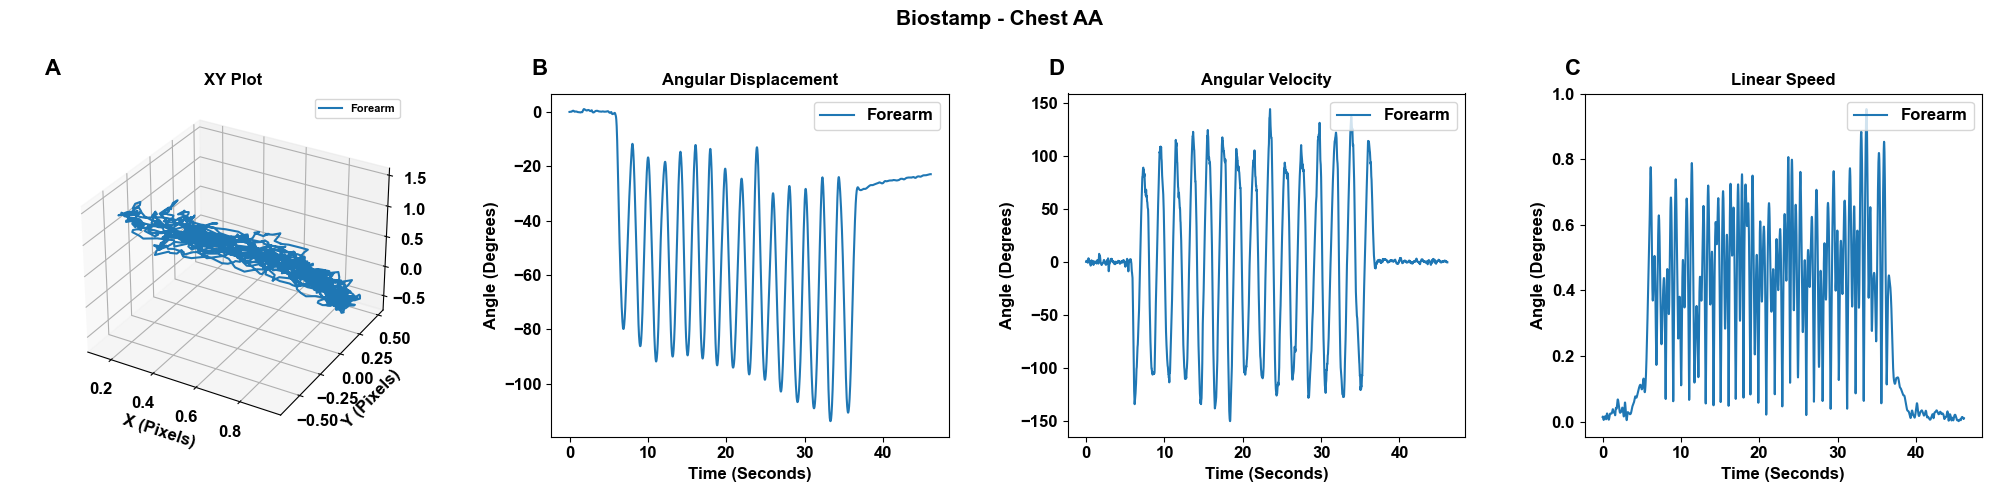 Biostamp - Chest AA
A
XY Plot
Forearm
1.5
1.0
0.5
0.0
−0.5
0.50
0.25
0.00
−0.25
−0.50
Y (Pixels)
0.2
0.4
0.6
0.8
X (Pixels)
B
Angular Displacement
Forearm
0
−20
−40
−60
−80
−100
Angle (Degrees)
0 10 20 30 40
Time (Seconds)
D
Angular Velocity
Forearm
150
100
50
0
−50
−100
−150
Angle (Degrees)
0 10 20 30 40
Time (Seconds)
C
Linear Speed
Forearm
1.0
0.8
0.6
0.4
0.2
0.0
Angle (Degrees)
0 10 20 30 40
Time (Seconds)